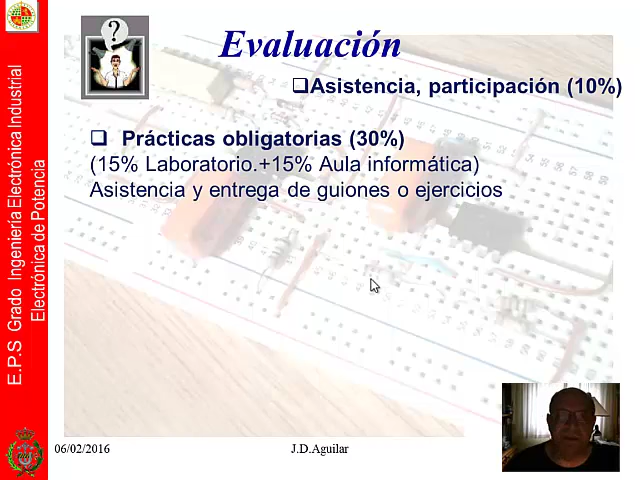 Evaluación
❑Asistencia, participación (10%)
❑ Prácticas obligatorias (30%)
(15% Laboratorio.+15% Aula informática)
Asistencia y entrega de guiones o ejercicios
E.P.S Grado Ingeniería Electrónica Industrial
Electrónica de Potencia
?
06/02/2016
J.D.Aguilar